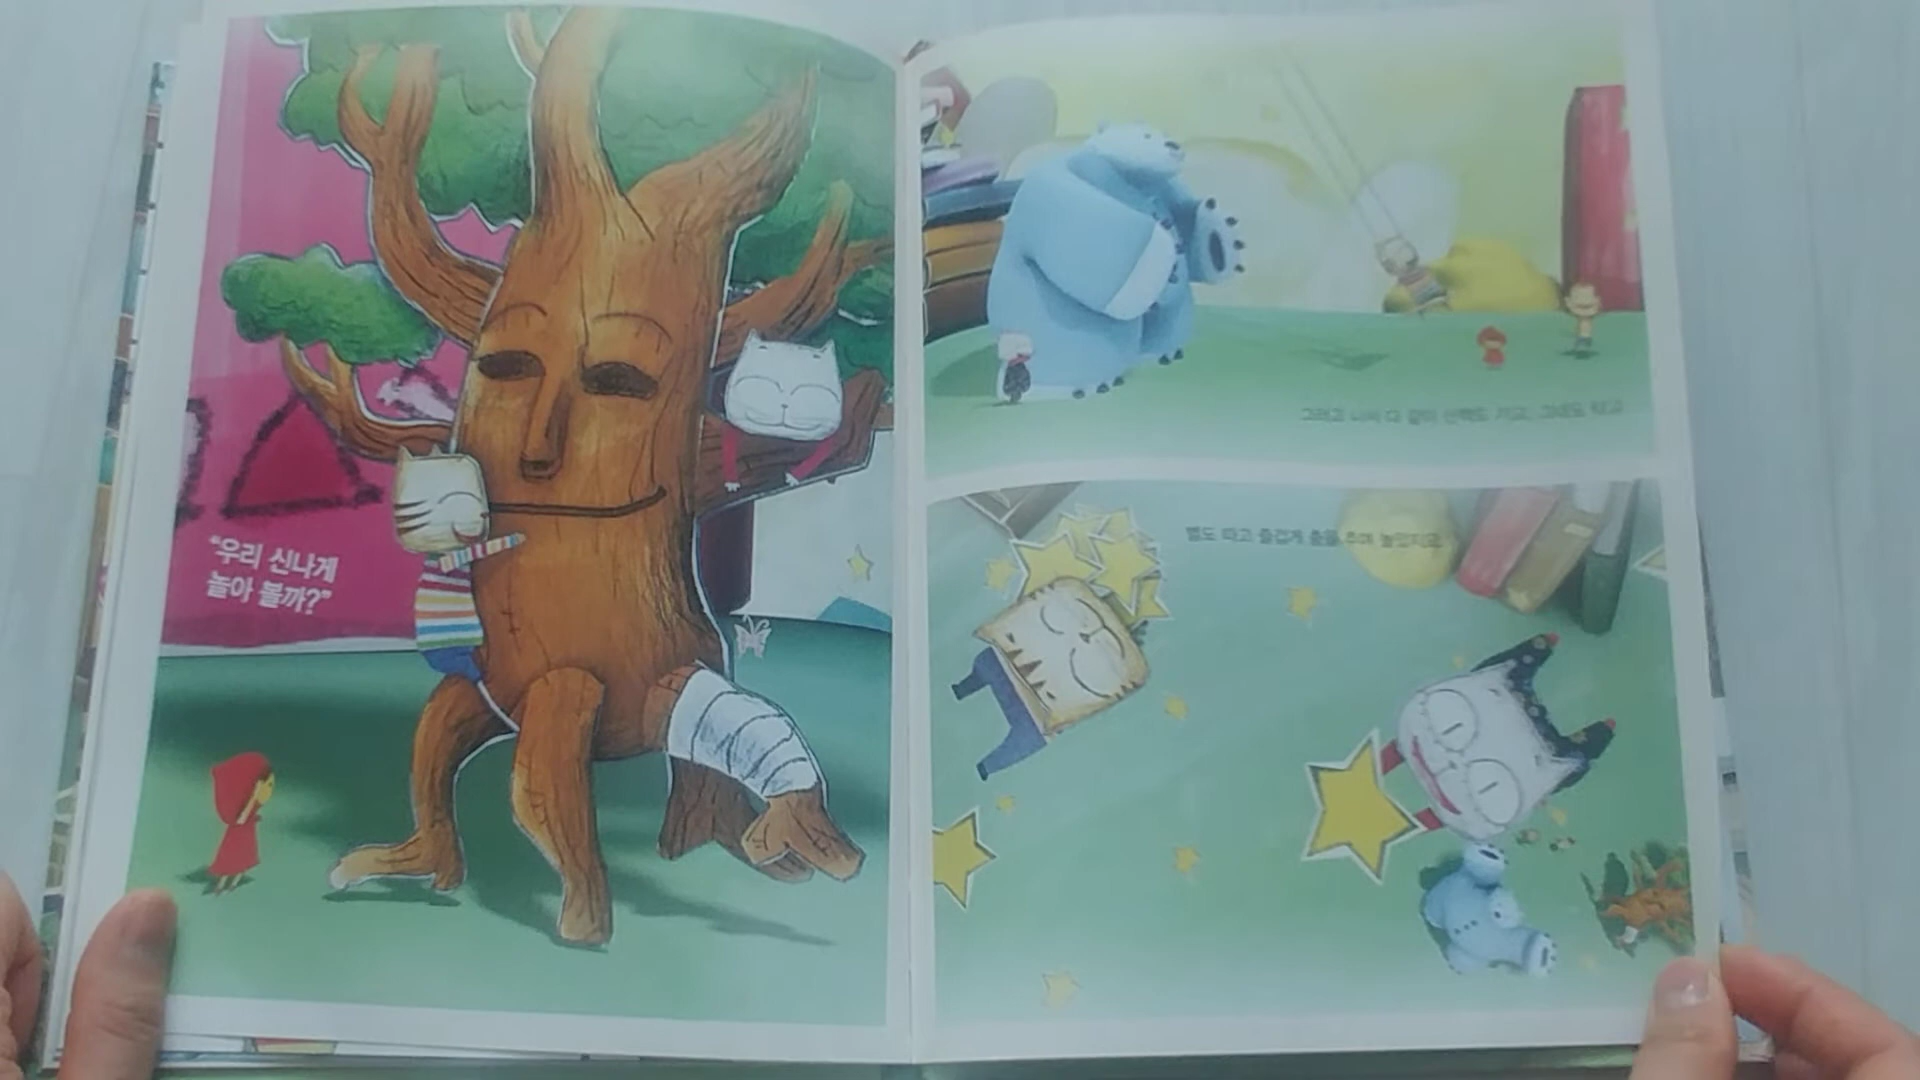 “우리 신나게
놀아 볼까?”
그리고 나서 다 같이 산책도 가고, 그네도 타고
별도 따고 즐겁게 춤을 추며 놀았지요.